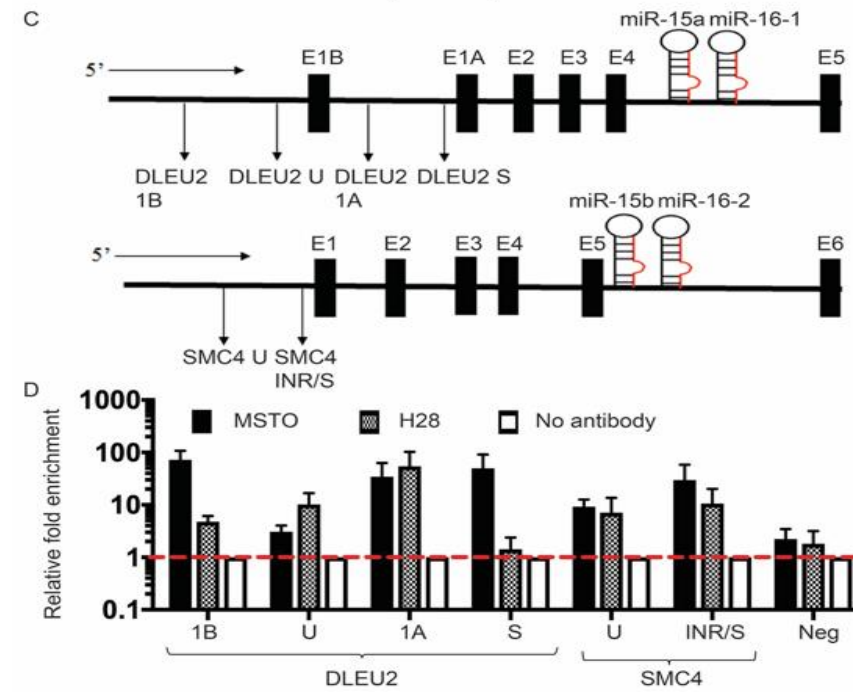 C
miR-15a miR-16-1
5' E1B E1A E2 E3 E4 E5
DLEU2 1B DLEU2 U DLEU2 1A DLEU2 S
miR-15b miR-16-2
5' E1 E2 E3 E4 E5 E6
SMC4 U SMC4 INR/S
D
Relative fold enrichment
1000
100
10
1
0.1
MSTO H28 No antibody
1B U 1A S U INR/S Neg
DLEU2 SMC4